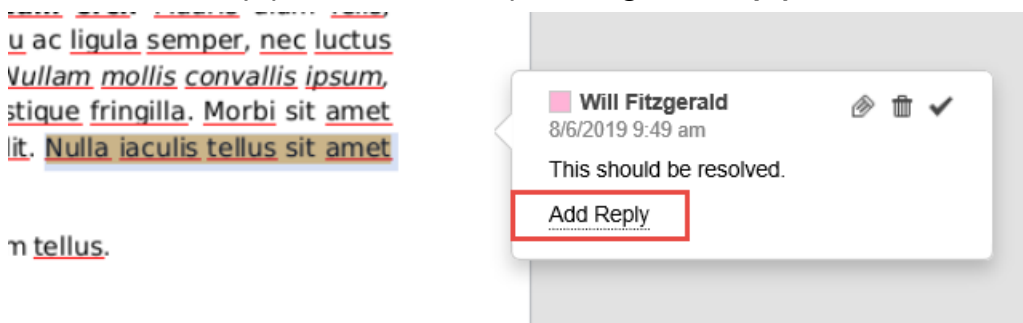 u ac ligula semper, nec luctus
Nullam mollis convallis ipsum,
stique fringilla. Morbi sit amet
lit. Nulla iaculis tellus sit amet
m tellus.
Will Fitzgerald
8/6/2019 9:49 am
This should be resolved.
Add Reply